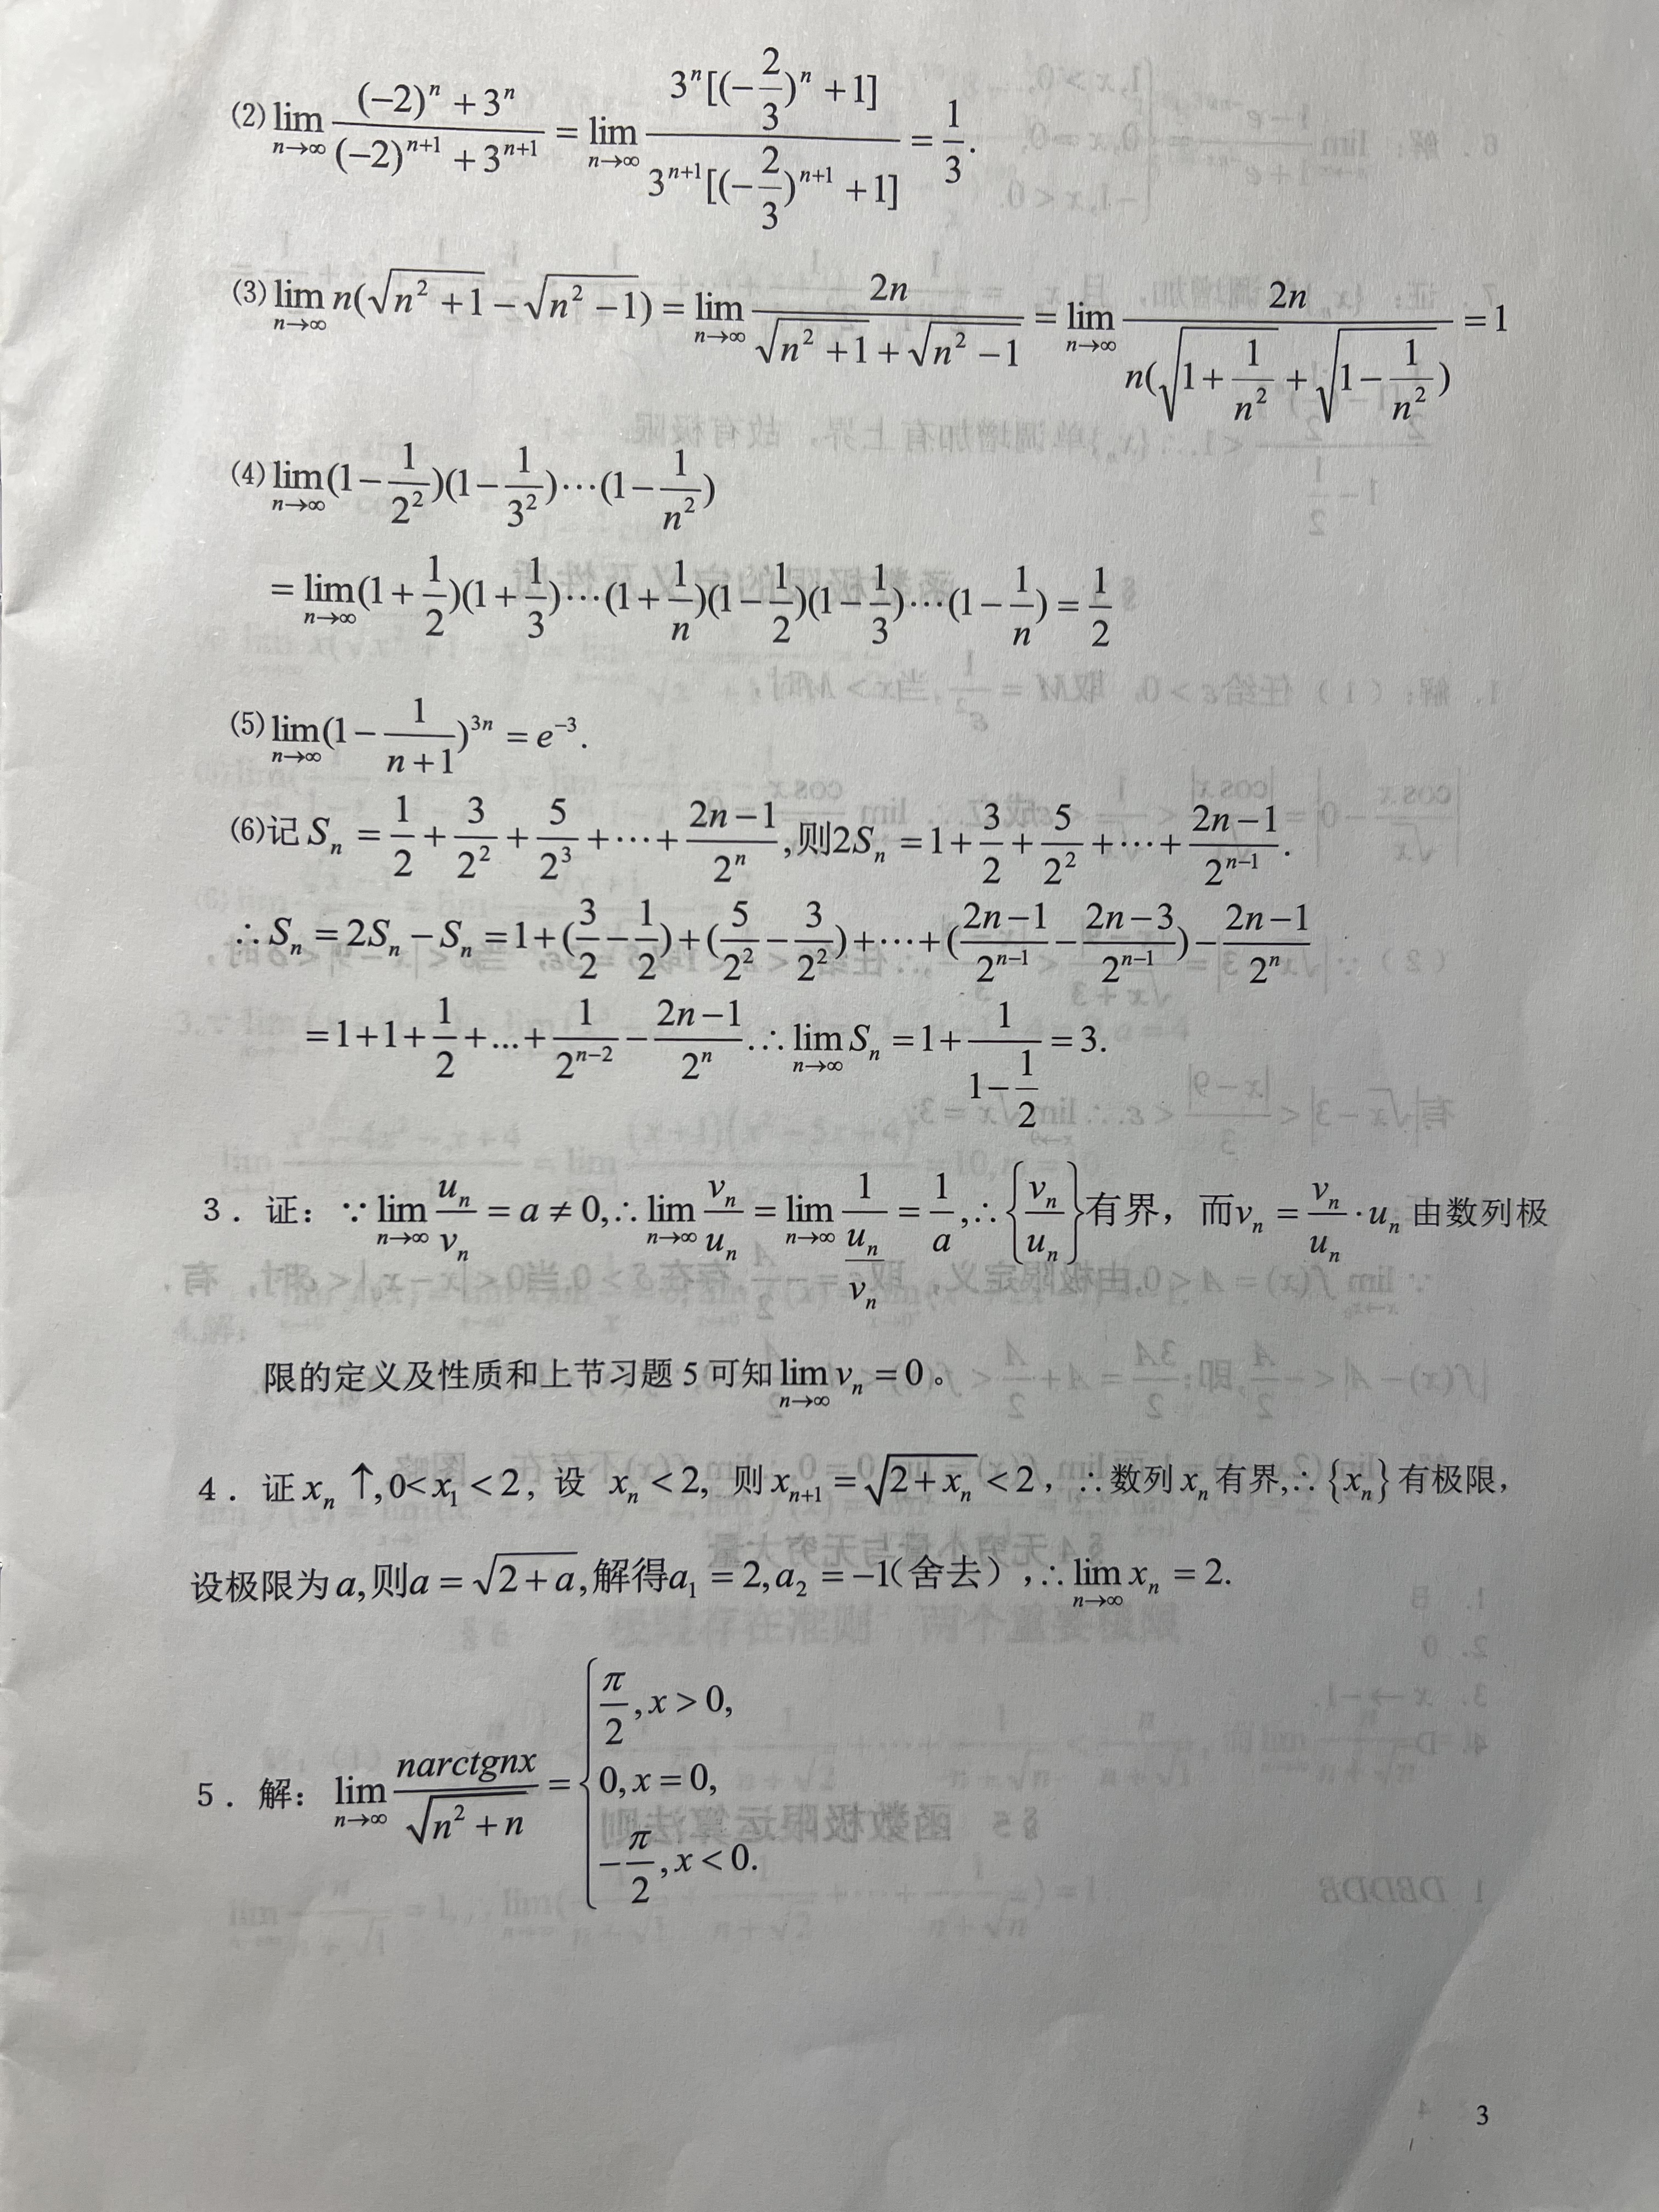 (2) $\lim_{n\to\infty}\frac{(-2)^n+3^n}{(-2)^{n+1}+3^{n+1}}=\lim_{n\to\infty}\frac{3^n[(-\frac{2}{3})^n+1]}{3^{n+1}[(-\frac{2}{3})^{n+1}+1]}=\frac{1}{3}.$
(3) $\lim_{n\to\infty}n(\sqrt{n^2+1}-\sqrt{n^2-1})=\lim_{n\to\infty}\frac{2n}{\sqrt{n^2+1}+\sqrt{n^2-1}}=\lim_{n\to\infty}\frac{2n}{n(\sqrt{1+\frac{1}{n^2}}+\sqrt{1-\frac{1}{n^2}})}=1$
(4) $\lim_{n\to\infty}(1-\frac{1}{2^2})(1-\frac{1}{3^2})\cdots(1-\frac{1}{n^2})$
$=\lim_{n\to\infty}(1+\frac{1}{2})(1+\frac{1}{3})\cdots(1+\frac{1}{n})(1-\frac{1}{2})(1-\frac{1}{3})\cdots(1-\frac{1}{n})=\frac{1}{2}$
(5) $\lim_{n\to\infty}(1-\frac{1}{n+1})^{3n}=e^{-3}.$
(6)记 $S_n=\frac{1}{2}+\frac{3}{2^2}+\frac{5}{2^3}+\cdots+\frac{2n-1}{2^n}$,则$2S_n=1+\frac{3}{2}+\frac{5}{2^2}+\cdots+\frac{2n-1}{2^{n-1}}.$
$\therefore S_n=2S_n-S_n=1+(\frac{3}{2}-\frac{1}{2})+(\frac{5}{2^2}-\frac{3}{2^2})+\cdots+(\frac{2n-1}{2^{n-1}}-\frac{2n-3}{2^{n-1}})-\frac{2n-1}{2^n}$
$=1+1+\frac{1}{2}+...+\frac{1}{2^{n-2}}-\frac{2n-1}{2^n}.\therefore\lim_{n\to\infty}S_n=1+\frac{1}{1-\frac{1}{2}}=3.$
3．证：$\because\lim_{n\to\infty}\frac{u_n}{v_n}=a\neq0,\therefore\lim_{n\to\infty}\frac{v_n}{u_n}=\lim_{n\to\infty}\frac{1}{\frac{u_n}{v_n}}=\frac{1}{a},\therefore\left\{\frac{v_n}{u_n}\right\}$有界，而$v_n=\frac{v_n}{u_n}\cdot u_n$ 由数列极
限的定义及性质和上节习题 5 可知$\lim_{n\to\infty}v_n=0$。
4．证 $x_n\uparrow,0<x_1<2$, 设 $x_n<2$, 则 $x_{n+1}=\sqrt{2+x_n}<2$，$\therefore$数列 $x_n$ 有界,$\therefore\{x_n\}$ 有极限,
设极限为 $a$,则$a=\sqrt{2+a}$,解得$a_1=2,a_2=-1$(舍去）,$\therefore\lim_{n\to\infty}x_n=2.$
5．解：$\lim_{n\to\infty}\frac{narctgnx}{\sqrt{n^2+n}}=\begin{cases}\frac{\pi}{2},x>0,\\0,x=0,\\-\frac{\pi}{2},x<0.\end{cases}$
3